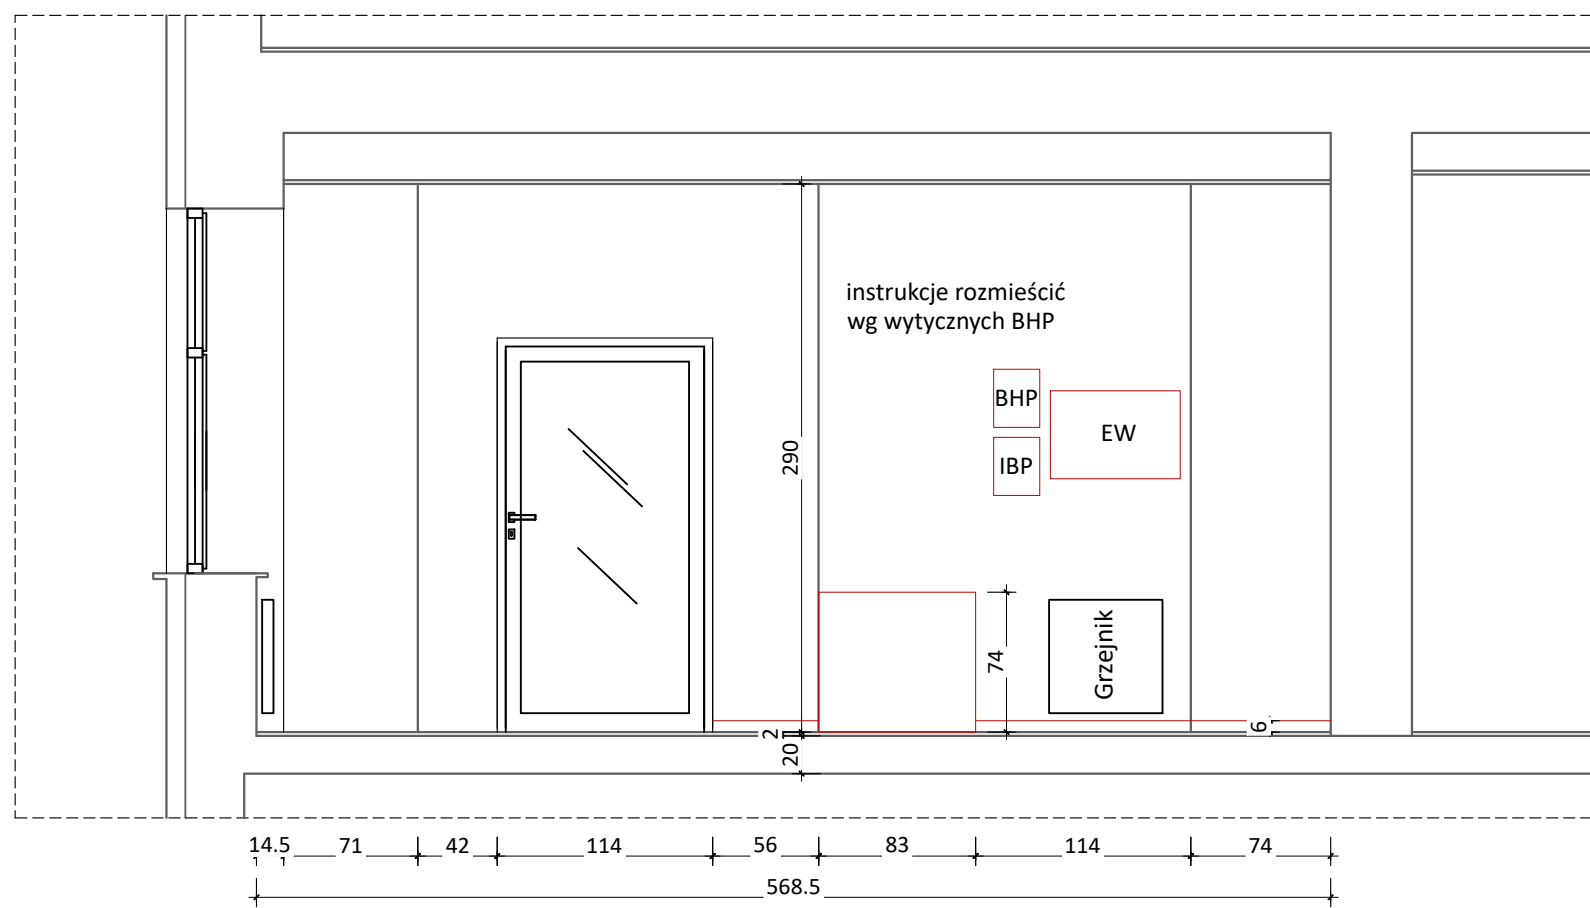 instrukcje rozmieścić
wg wytycznych BHP
BHP
EW
IBP
290
Grzejnik
74
2
20
6
14.5 71 42 114 56 83 114 74
568.5